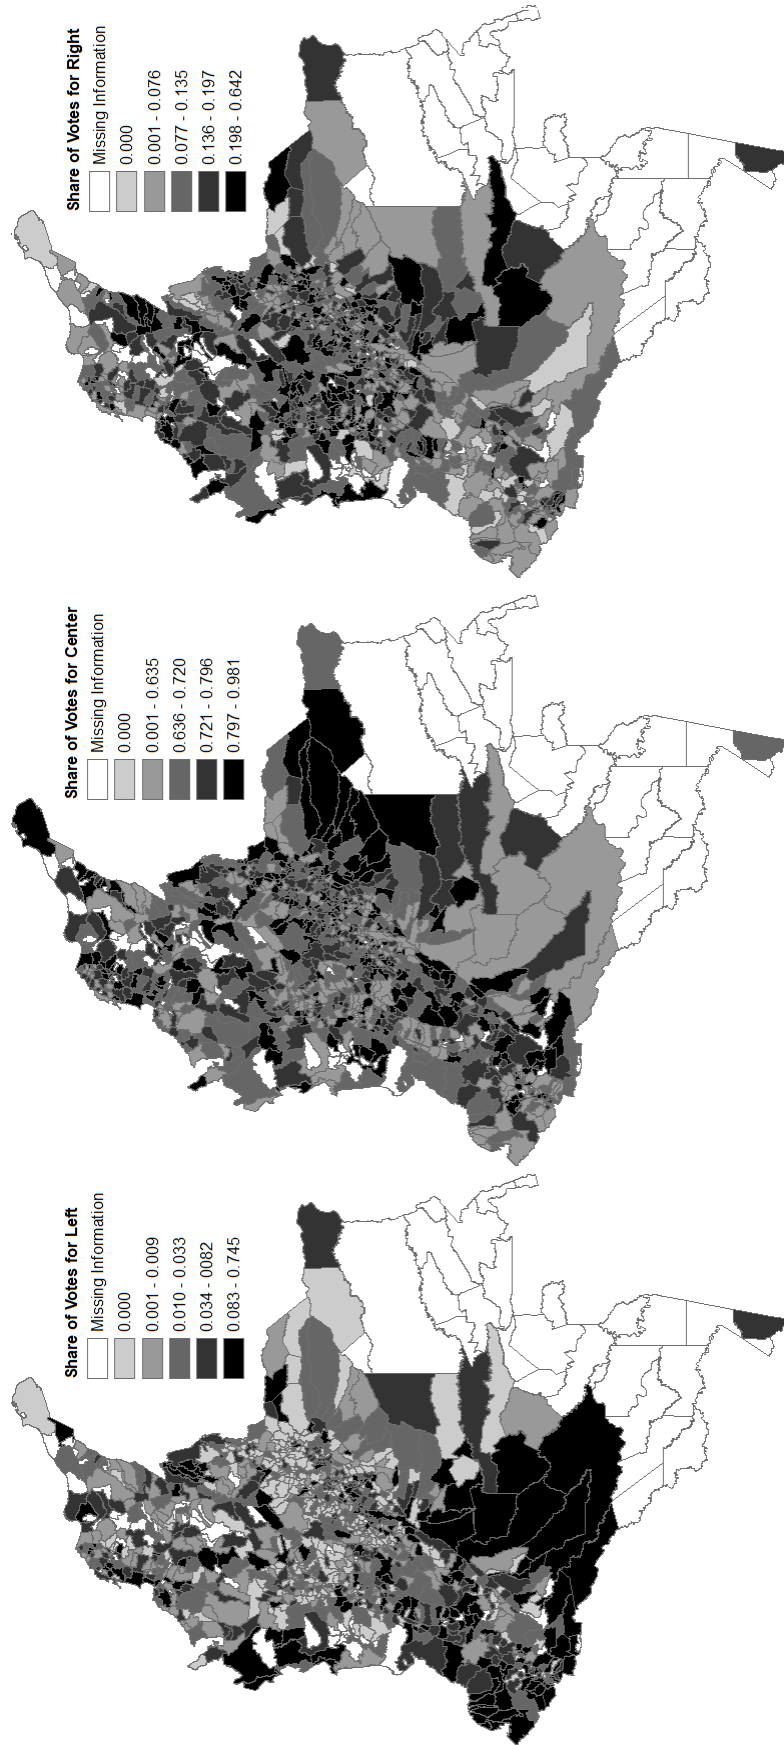 Share of Votes for Left
Missing Information
0.000
0.001 - 0.009
0.010 - 0.033
0.034 - 0082
0.083 - 0.745
Share of Votes for Center
Missing Information
0.000
0.001 - 0.635
0.636 - 0.720
0.721 - 0.796
0.797 - 0.981
Share of Votes for Right
Missing Information
0.000
0.001 - 0.076
0.077 - 0.135
0.136 - 0.197
0.198 - 0.642